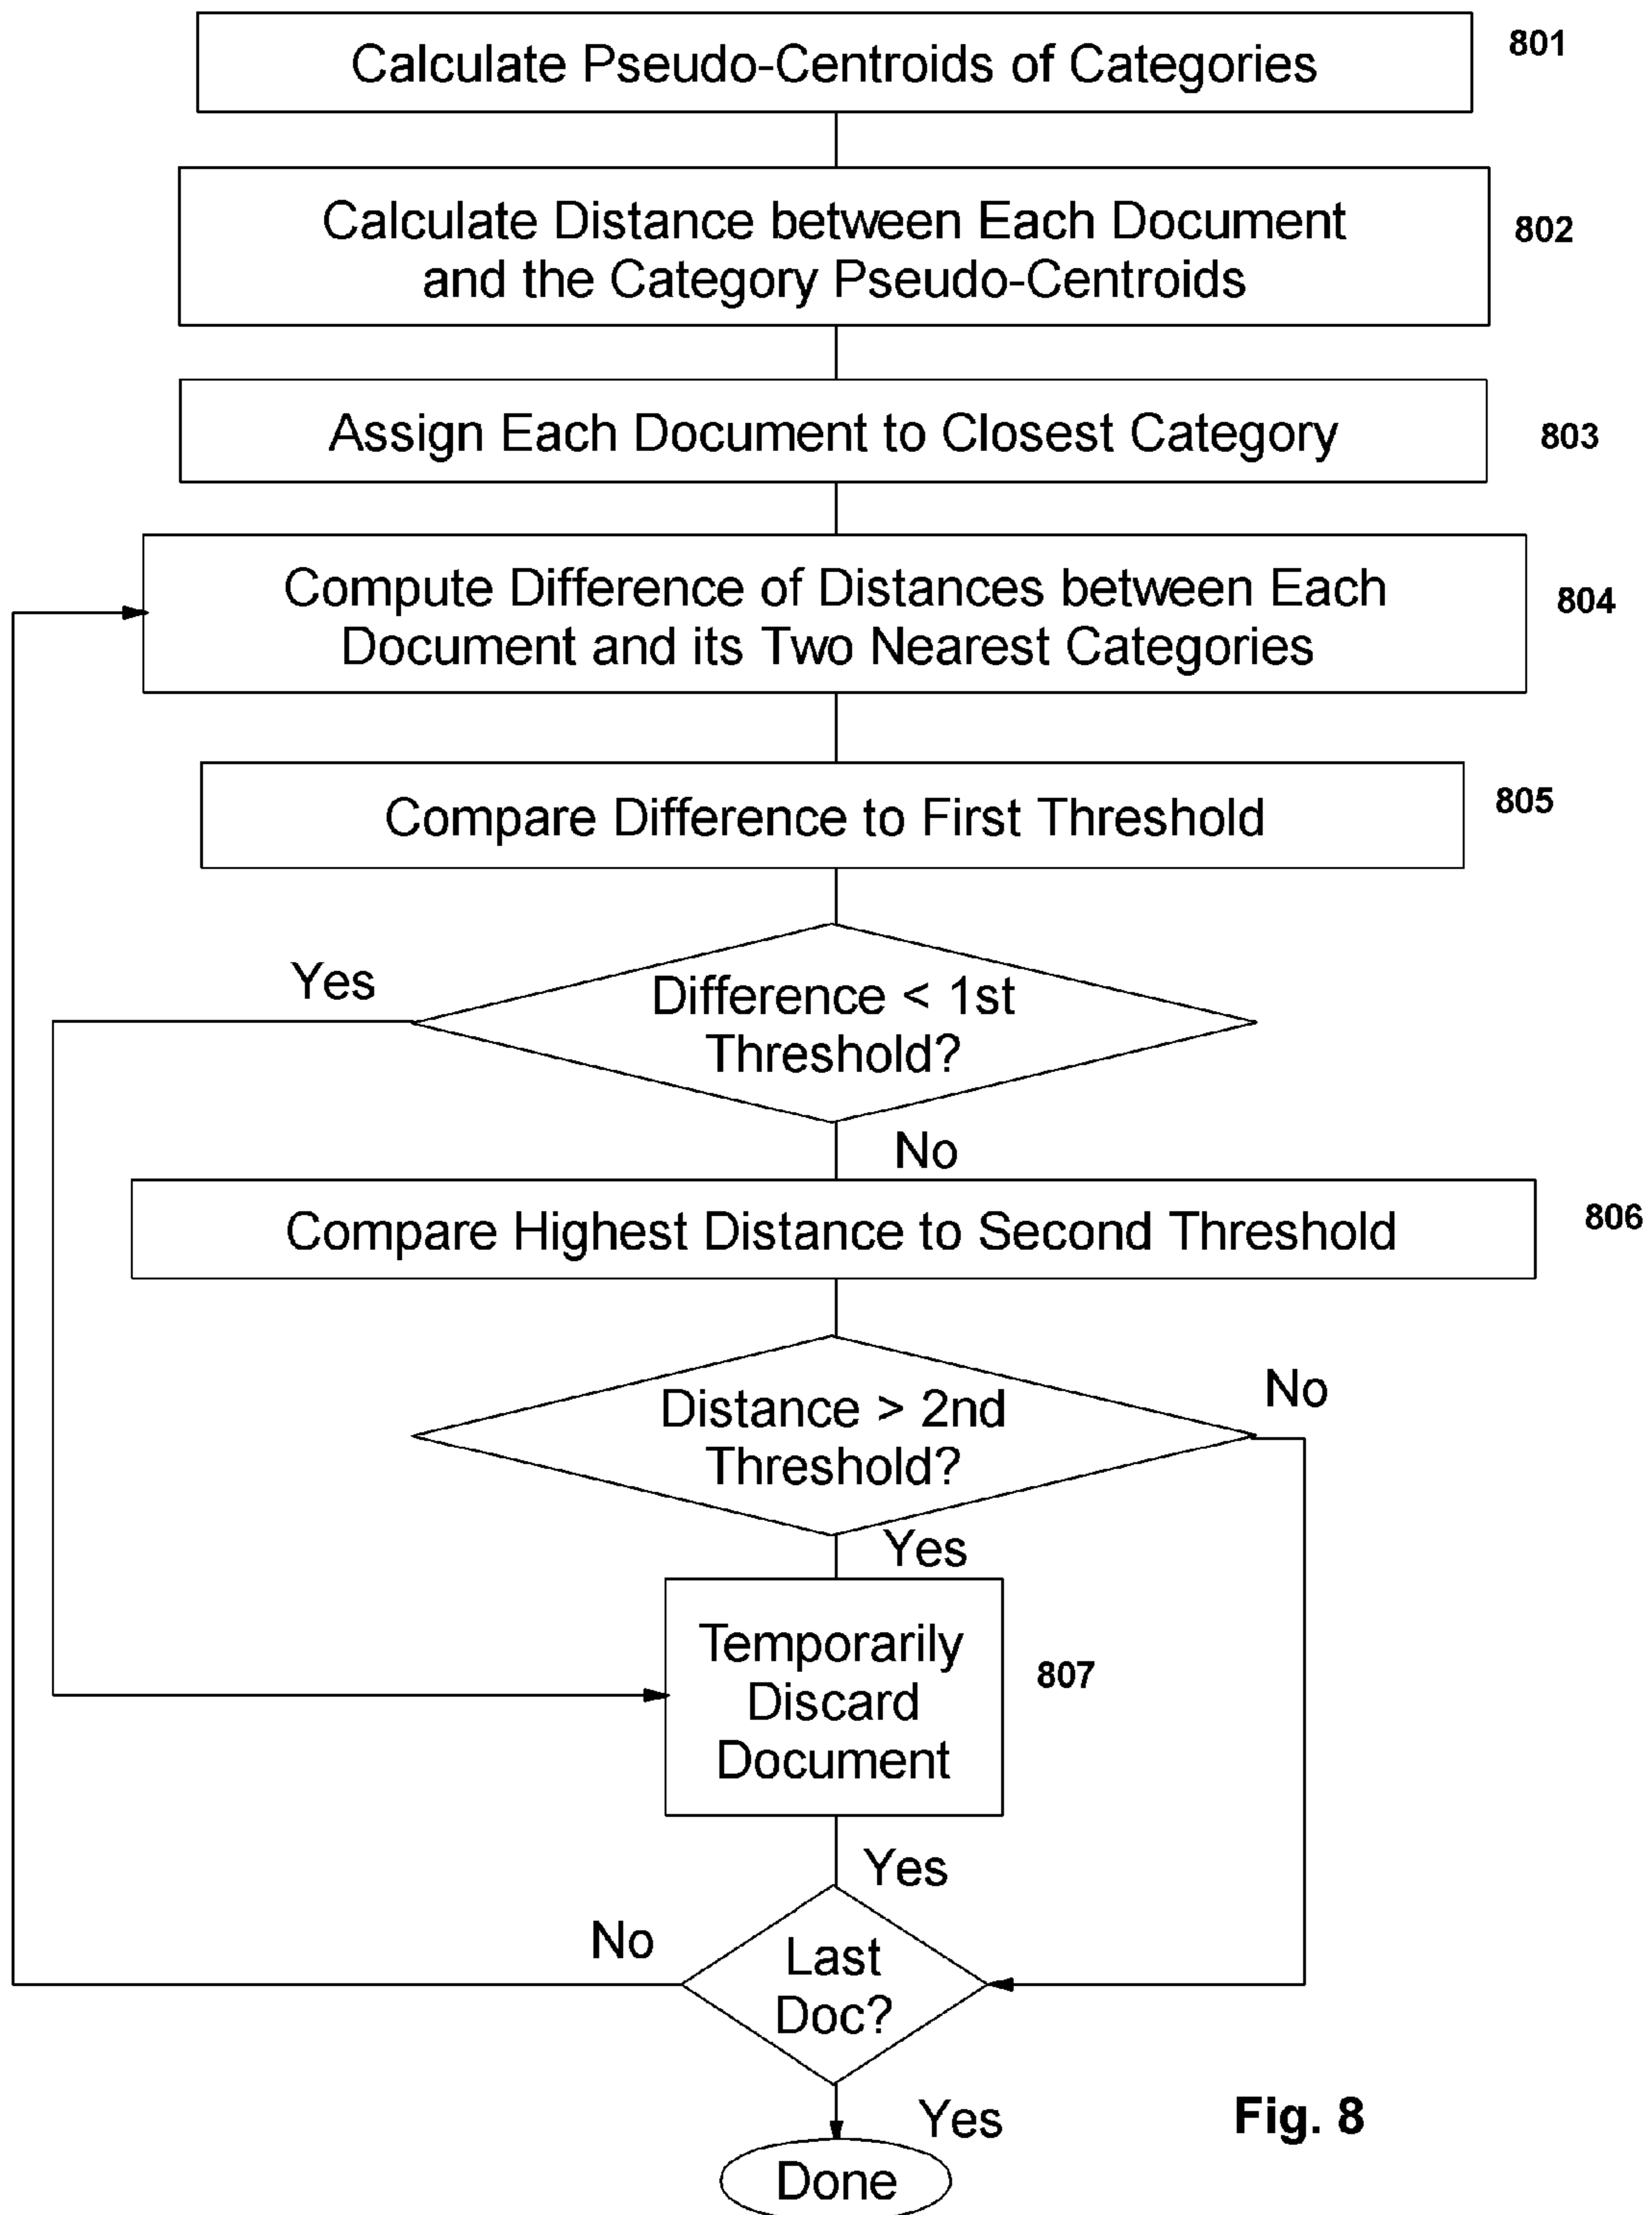 Calculate Pseudo-Centroids of Categories
801
Calculate Distance between Each Document
and the Category Pseudo-Centroids
802
Assign Each Document to Closest Category
803
Compute Difference of Distances between Each
Document and its Two Nearest Categories
804
Compare Difference to First Threshold
805
Yes
Difference < 1st
Threshold?
No
Compare Highest Distance to Second Threshold
806
Distance > 2nd
Threshold?
No
Yes
Temporarily
Discard
Document
807
Yes
No
Last
Doc?
Yes
Fig. 8
Done